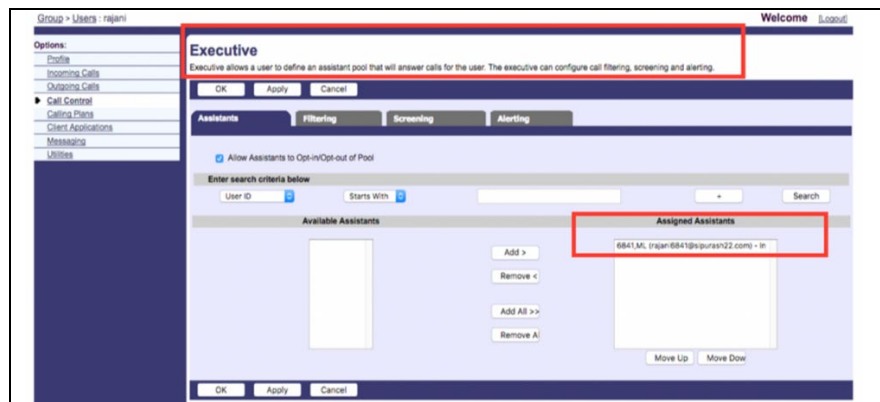 Group > Users : rajani
Welcome [Logout]
Options:
Profile
Incoming Calls
Outgoing Calls
Call Control
Calling Plans
Client Applications
Messaging
Utilities
Executive
Executive allows a user to define an assistant pool that will answer calls for the user. The executive can configure call filtering, screening and alerting.
OK Apply Cancel
Assistants Filtering Screening Alerting
Allow Assistants to Opt-in/Opt-out of Pool
Enter search criteria below
User ID Starts With + Search
Available Assistants Assigned Assistants
6841,ML (rajani6841@sipurash22.com) - In
Add >
Remove <
Add All >>
Remove Al
Move Up Move Dow
OK Apply Cancel